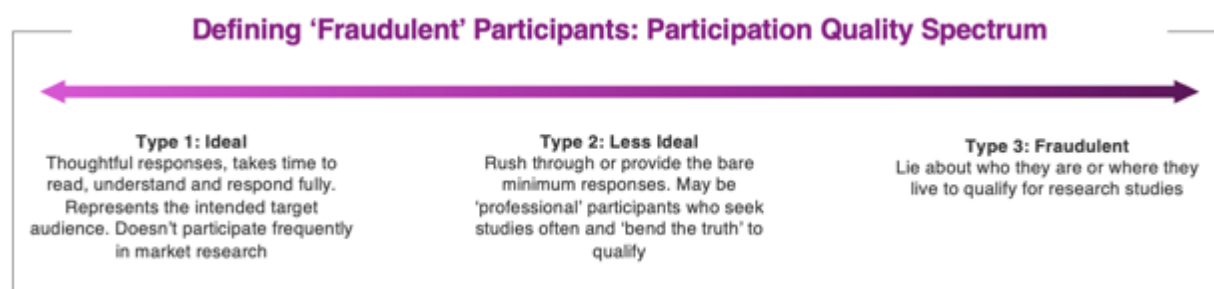 Defining ‘Fraudulent’ Participants: Participation Quality Spectrum
Type 1: Ideal
Thoughtful responses, takes time to
read, understand and respond fully.
Represents the intended target
audience. Doesn’t participate frequently
in market research
Type 2: Less Ideal
Rush through or provide the bare
minimum responses. May be
‘professional’ participants who seek
studies often and ‘bend the truth’ to
qualify
Type 3: Fraudulent
Lie about who they are or where they
live to qualify for research studies